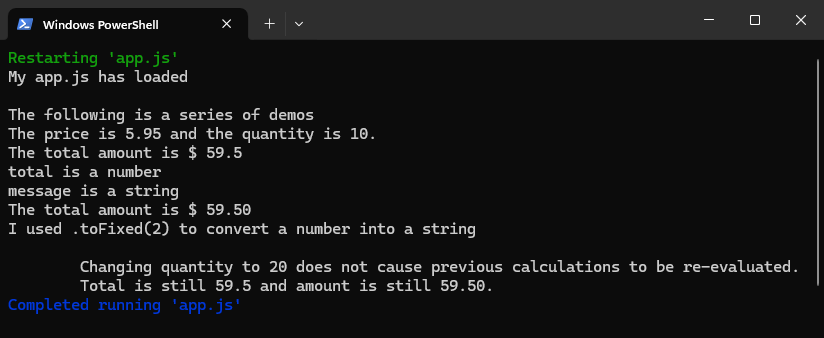 Windows PowerShell
Restarting 'app.js'
My app.js has loaded
The following is a series of demos
The price is 5.95 and the quantity is 10.
The total amount is $ 59.5
total is a number
message is a string
The total amount is $ 59.50
I used .toFixed(2) to convert a number into a string
Changing quantity to 20 does not cause previous calculations to be re-evaluated.
Total is still 59.5 and amount is still 59.50.
Completed running 'app.js'